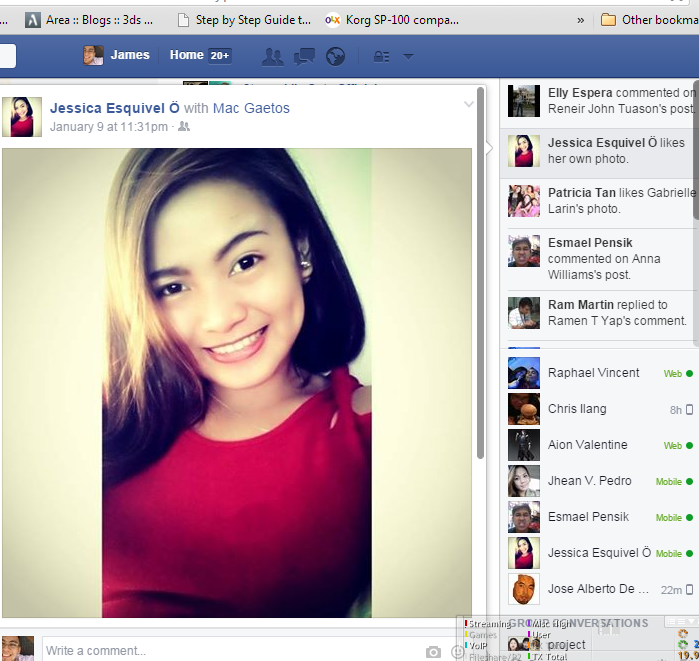 Area :: Blogs :: 3ds ...
Step by Step Guide t...
olx
Korg SP-100 compa...
»
Other bookma
James
Home 20+
Jessica Esquivel Ö with Mac Gaetos
January 9 at 11:31pm ·
Write a comment...
Elly Espera commented on
Reneir John Tuason's post.
Jessica Esquivel Ö likes
her own photo.
Patricia Tan likes Gabrielle
Larin's photo.
Esmael Pensik
commented on Anna
Williams's post.
Ram Martin replied to
Ramen T Yap's comment.
Raphael Vincent Web
Chris Ilang 8h
Aion Valentine Web
Jhean V. Pedro Mobile
Esmael Pensik Mobile
Jessica Esquivel Ö Mobile
Jose Alberto De ... 22m
GROUP CONVERSATIONS
project
Streaming
Games
VoIP
Fileshare/P2
Misc High
User
TX Total
19.9